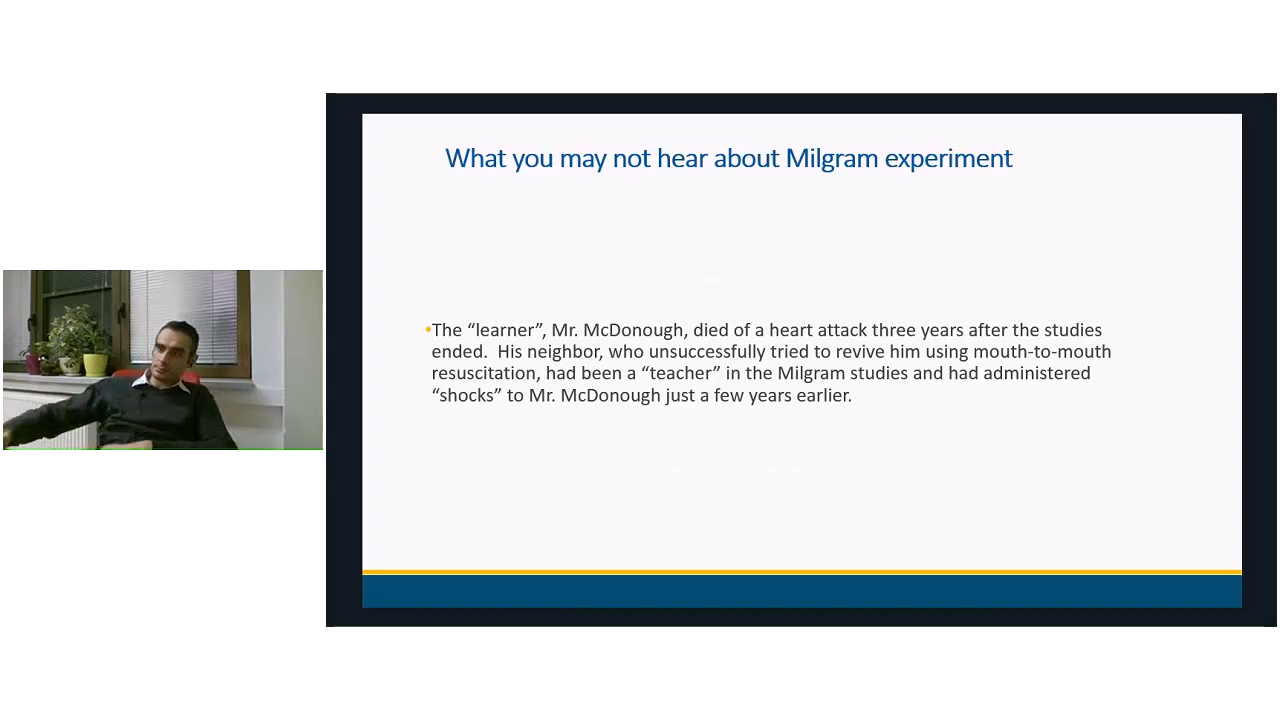 What you may not hear about Milgram experiment
•The “learner”, Mr. McDonough, died of a heart attack three years after the studies
ended.  His neighbor, who unsuccessfully tried to revive him using mouth-to-mouth
resuscitation, had been a “teacher” in the Milgram studies and had administered
“shocks” to Mr. McDonough just a few years earlier.